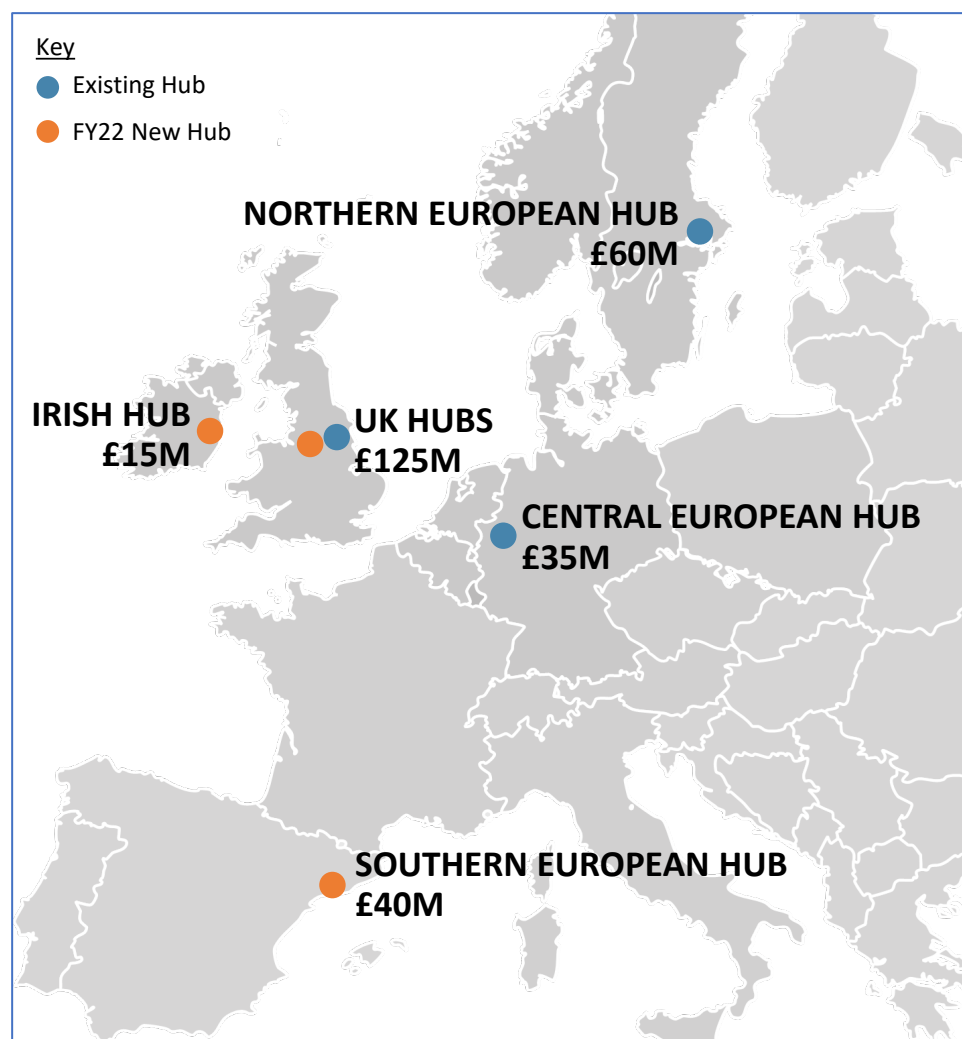 Key
Existing Hub
FY22 New Hub
NORTHERN EUROPEAN HUB
£60M
IRISH HUB
£15M
UK HUBS
£125M
CENTRAL EUROPEAN HUB
£35M
SOUTHERN EUROPEAN HUB
£40M